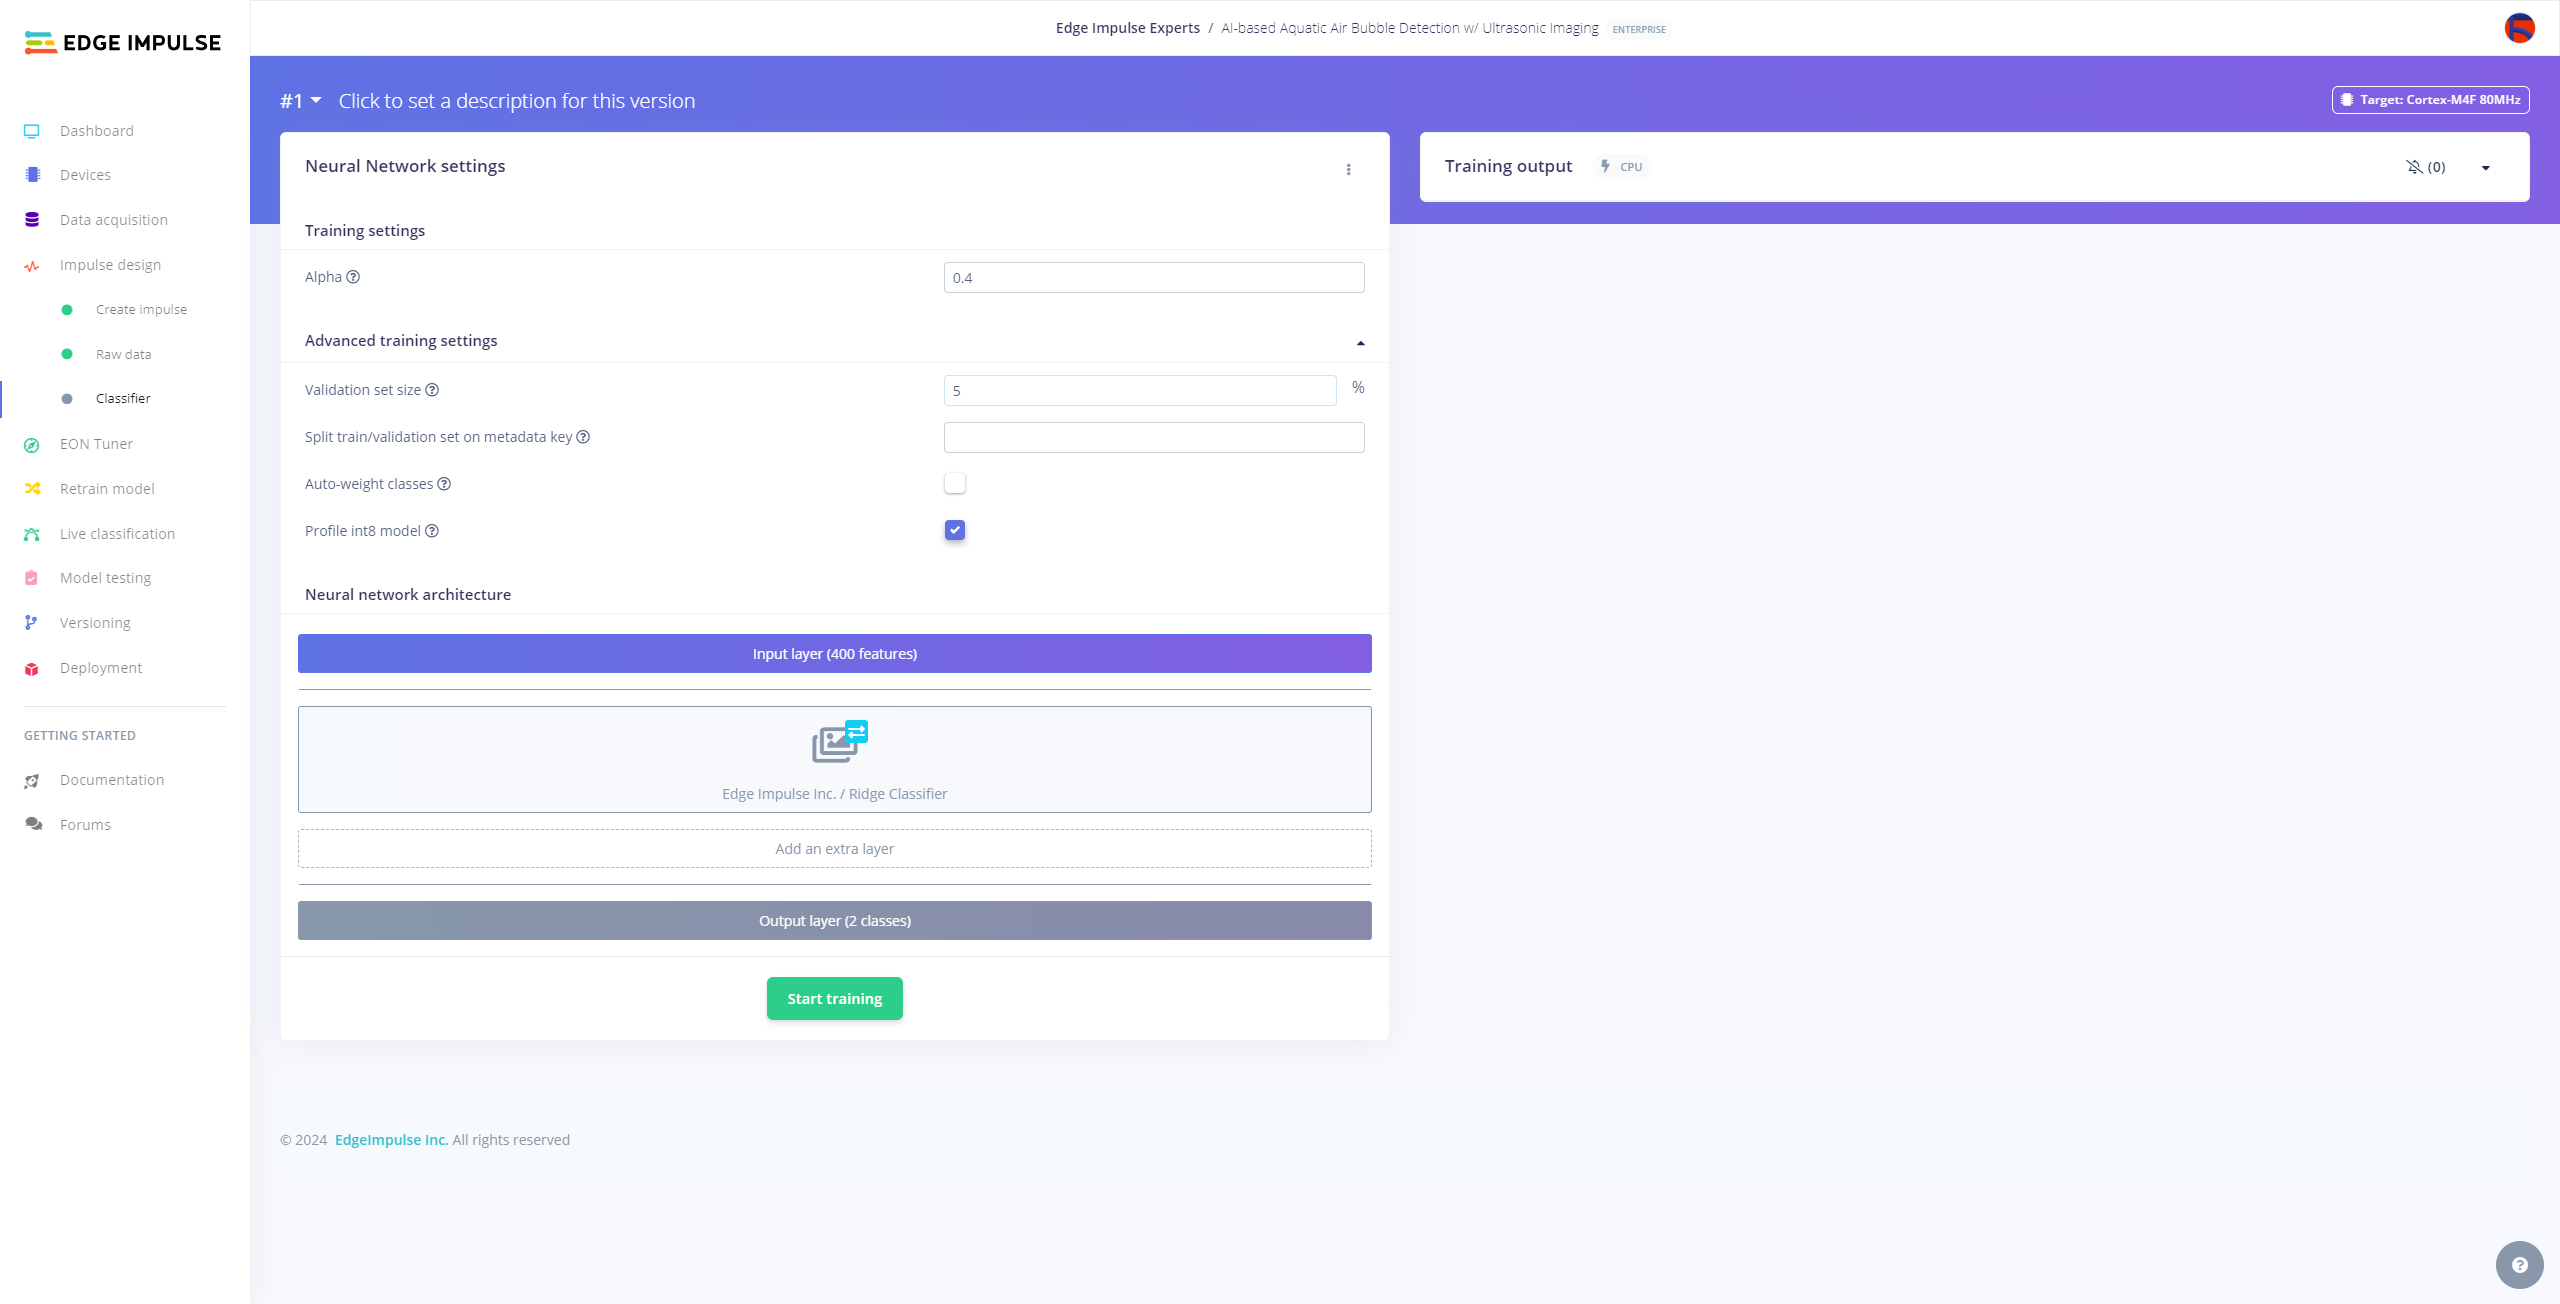 EDGE IMPULSE
Edge Impulse Experts / AI-based Aquatic Air Bubble Detection w/ Ultrasonic Imaging ENTERPRISE
#1 Click to set a description for this version
Target: Cortex-M4F 80MHz
Dashboard
Devices
Data acquisition
Impulse design
Create impulse
Raw data
Classifier
EON Tuner
Retrain model
Live classification
Model testing
Versioning
Deployment
GETTING STARTED
Documentation
Forums
Neural Network settings
Training settings
Alpha ?
0.4
Advanced training settings
Validation set size ?
5 %
Split train/validation set on metadata key ?
Auto-weight classes ?
Profile int8 model ?
Neural network architecture
Input layer (400 features)
Edge Impulse Inc. / Ridge Classifier
Add an extra layer
Output layer (2 classes)
Start training
Training output CPU (0)
© 2024 EdgeImpulse Inc. All rights reserved
?